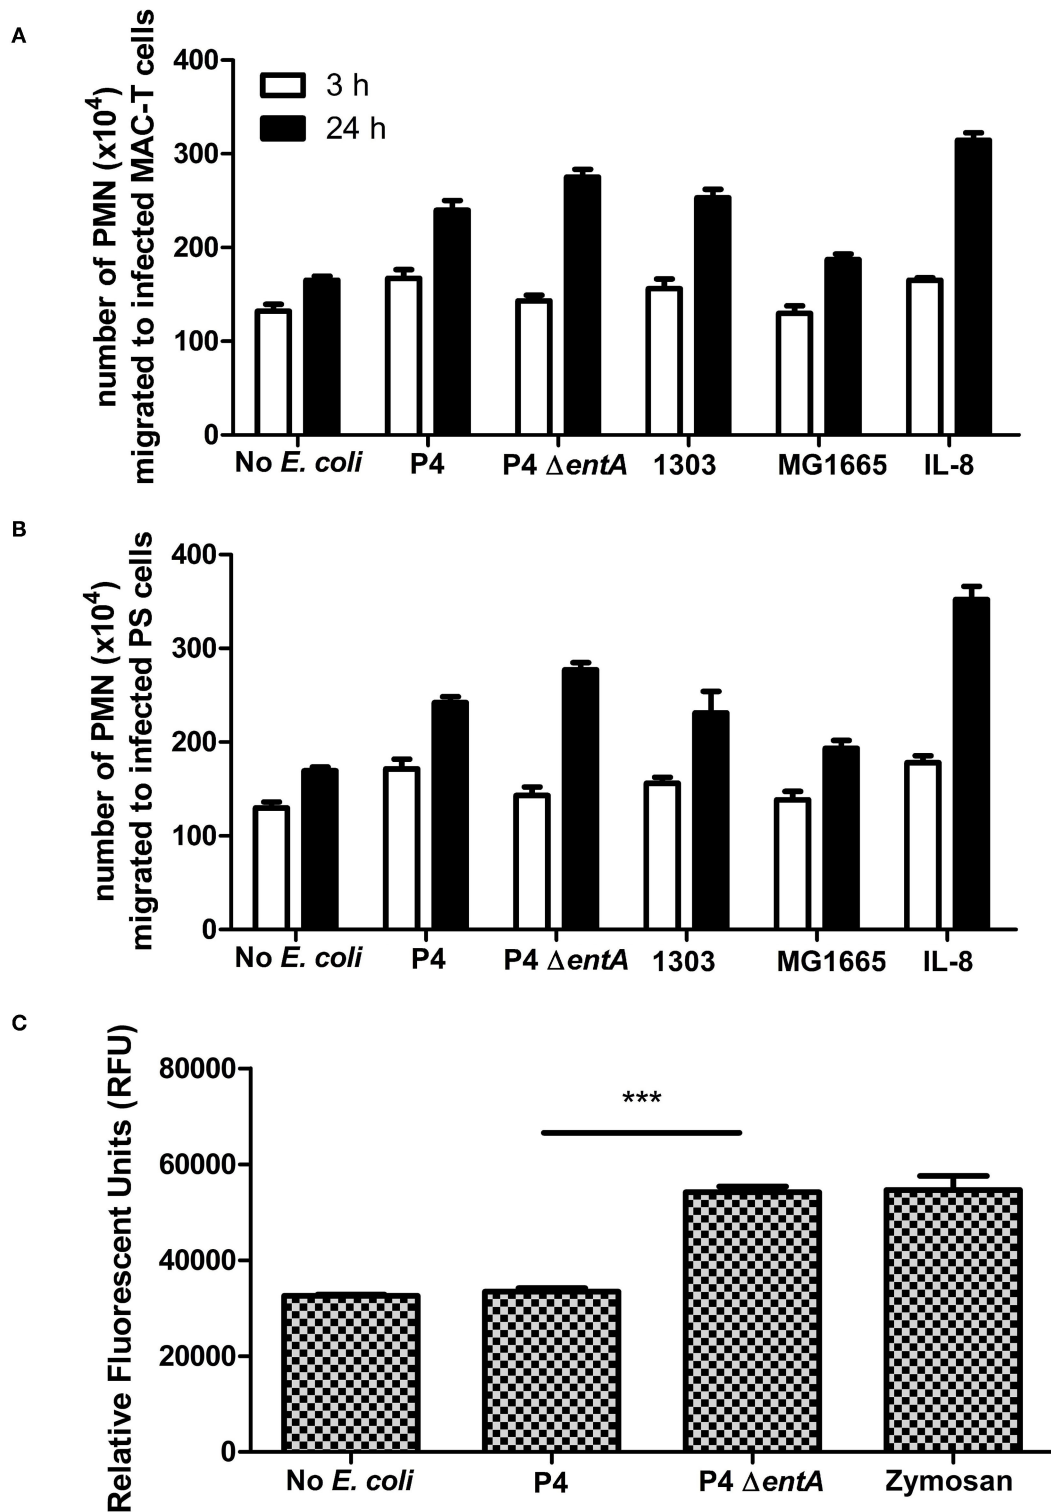 A
number of PMN (x10⁴)
migrated to infected MAC-T cells
400
300
200
100
0
3 h
24 h
No E. coli
P4
P4 ΔentA
1303
MG1665
IL-8
B
number of PMN (x10⁴)
migrated to infected PS cells
400
300
200
100
0
No E. coli
P4
P4 ΔentA
1303
MG1665
IL-8
C
Relative Fluorescent Units (RFU)
80000
60000
40000
20000
0
***
No E. coli
P4
P4 ΔentA
Zymosan